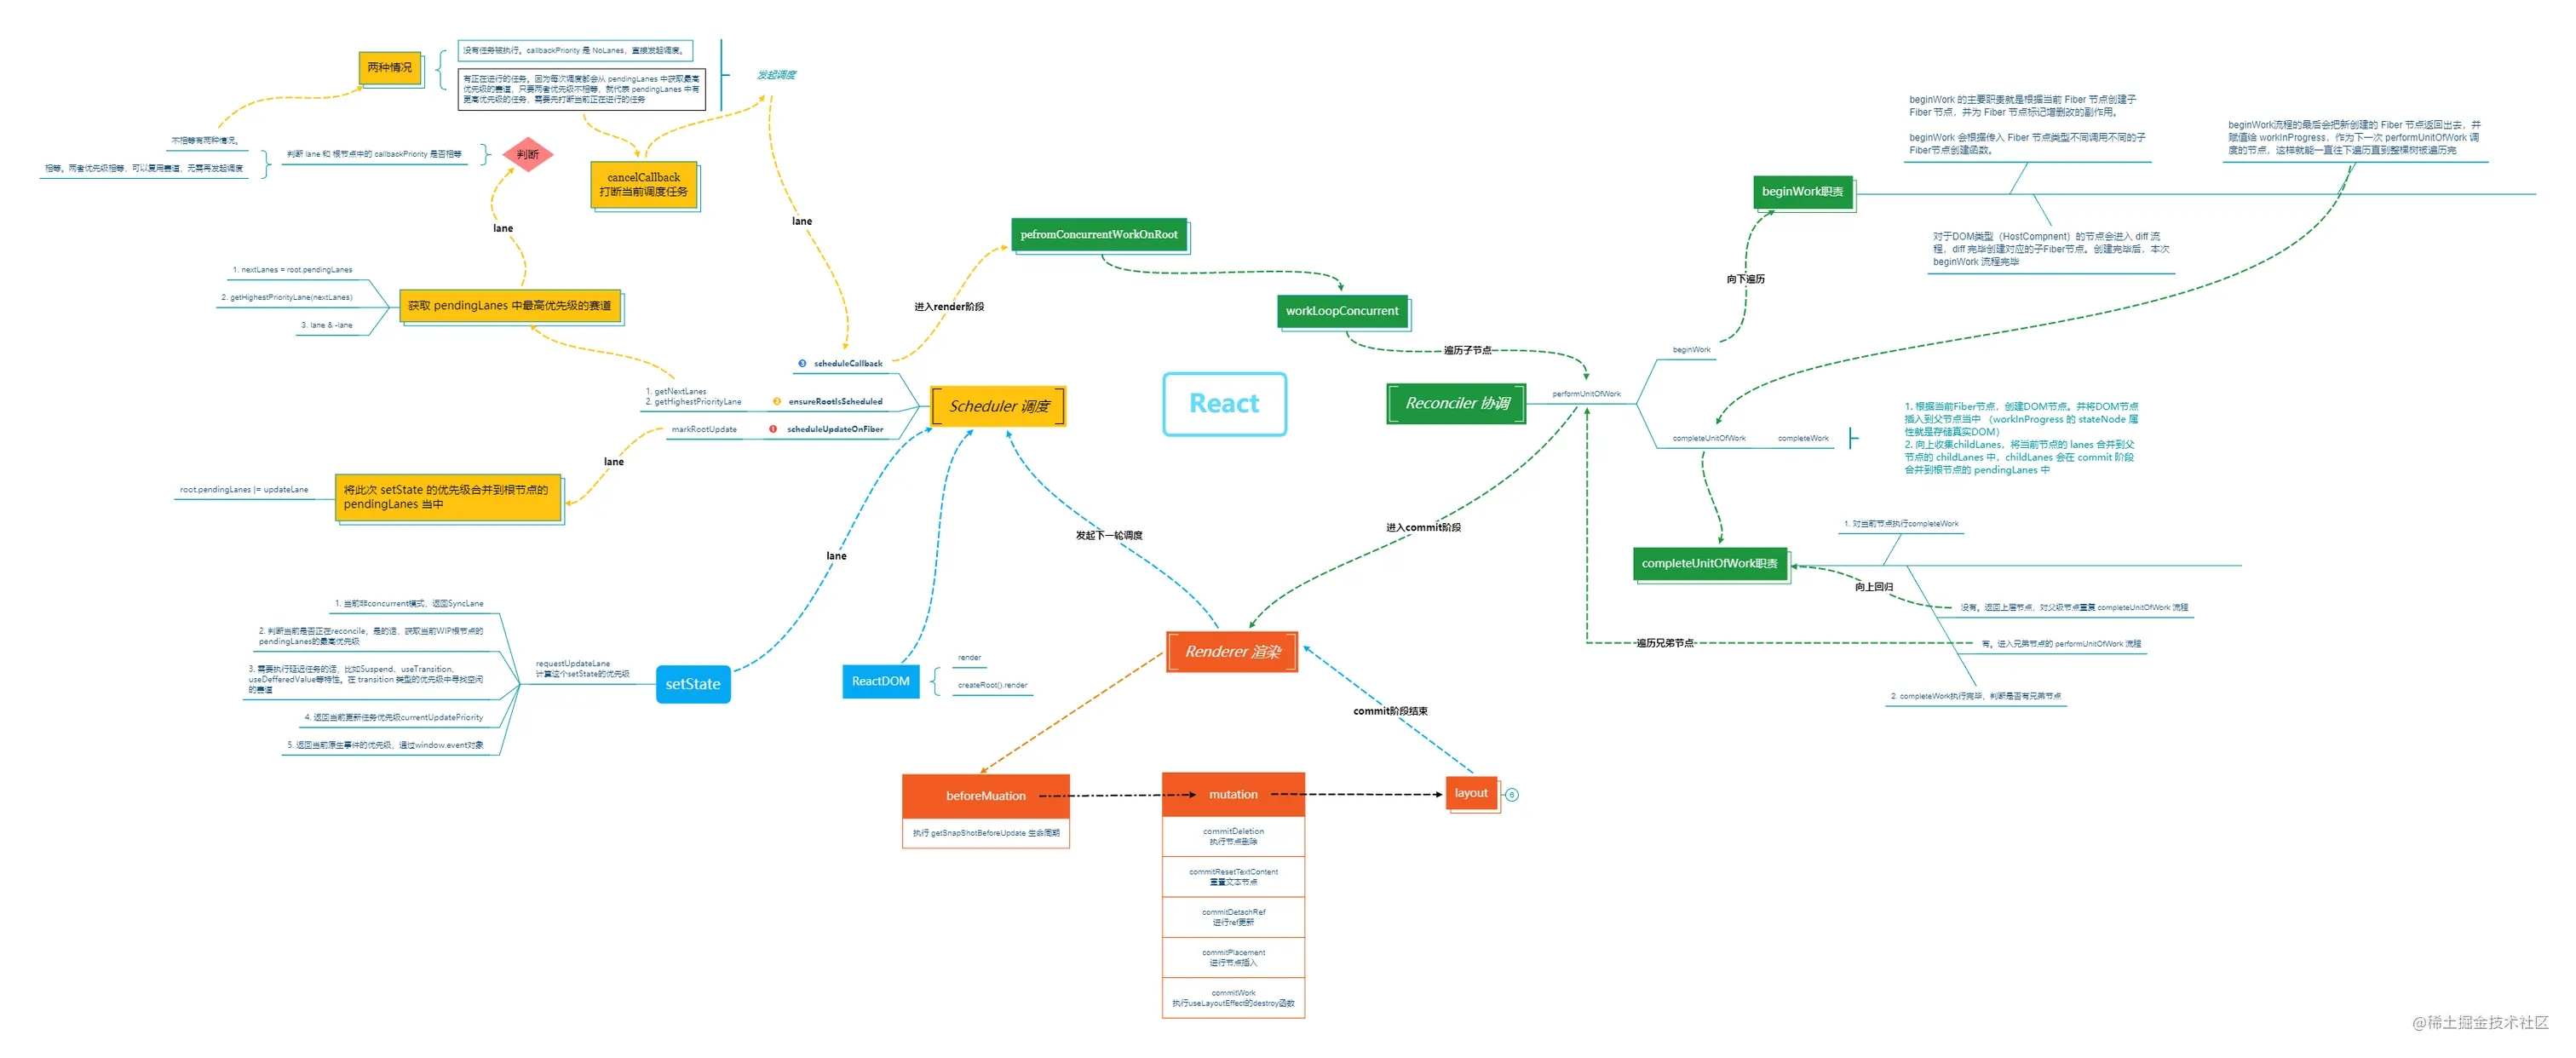 两种情况
没有任务被执行。callbackPriority 是 NoLanes，直接发起调度。
有正在进行的任务。因为每次调度都会从 pendingLanes 中获取最高
优先级的赛道，只要两者优先级不相等，就代表 pendingLanes 中有
更高优先级的任务，需要先打断当前正在进行的任务
发起调度
不相等有两种情况。
相等。两者优先级相等，可以复用赛道，无需再发起调度
判断 lane 和 根节点中的 callbackPriority 是否相等
判断
cancelCallback
打断当前调度任务
lane
lane
1. nextLanes = root.pendingLanes
2. getHighestPriorityLane(nextLanes)
3. lane & -lane
获取 pendingLanes 中最高优先级的赛道
3 scheduleCallback
1. getNextLanes
2. getHighestPriorityLane
2 ensureRootIsScheduled
markRootUpdate
1 scheduleUpdateOnFiber
Scheduler 调度
lane
root.pendingLanes |= updateLane
将此次 setState 的优先级合并到根节点的
pendingLanes 当中
1. 当前非concurrent模式，返回SyncLane
2. 判断当前是否正在reconcile，是的话，获取当前WIP根节点的
pendingLanes的最高优先级
3. 需要执行延迟任务的话，比如Suspend、useTransition、
useDefferedValue等特性。在 transition 类型的优先级中寻找空闲
的赛道
4. 返回当前更新任务优先级currentUpdatePriority
5. 返回当前原生事件的优先级，通过window.event对象
requestUpdateLane
计算这个setState的优先级
setState
lane
ReactDOM
render
createRoot().render
发起下一轮调度
进入render阶段
pefromConcurrentWorkOnRoot
workLoopConcurrent
遍历子节点
React
Reconciler 协调
performUnitOfWork
beginWork
向下遍历
beginWork职责
beginWork 的主要职责就是根据当前 Fiber 节点创建子
Fiber 节点，并为 Fiber 节点标记增删改的副作用。
beginWork 会根据传入 Fiber 节点类型不同调用不同的子
Fiber节点创建函数。
beginWork流程的最后会把新创建的 Fiber 节点返回出去，并
赋值给 workInProgress，作为下一次 performUnitOfWork 调
度的节点，这样就能一直往下遍历直到整棵树被遍历完
对于DOM类型（HostCompnent）的节点会进入 diff 流
程，diff 完毕创建对应的子Fiber节点。创建完毕后，本次
beginWork 流程完毕
completeUnitOfWork
completeWork
1. 根据当前Fiber节点，创建DOM节点。并将DOM节点
插入到父节点当中 （workInProgress 的 stateNode 属
性就是存储真实DOM）
2. 向上收集childLanes，将当前节点的 lanes 合并到父
节点的 childLanes 中，childLanes 会在 commit 阶段
合并到根节点的 pendingLanes 中
completeUnitOfWork职责
1. 对当前节点执行completeWork
向上回归
没有。返回上层节点，对父级节点重复 completeUnitOfWork 流程
遍历兄弟节点
有。进入兄弟节点的 performUnitOfWork 流程
2. completeWork执行完毕，判断是否有兄弟节点
进入commit阶段
Renderer 渲染
commit阶段结束
beforeMuation
执行 getSnapShotBeforeUpdate 生命周期
mutation
commitDeletion
执行节点删除
commitResetTextContent
重置文本节点
commitDetachRef
进行ref更新
commitPlacement
进行节点插入
commitWork
执行useLayoutEffect的destroy函数
layout
6
@稀土掘金技术社区